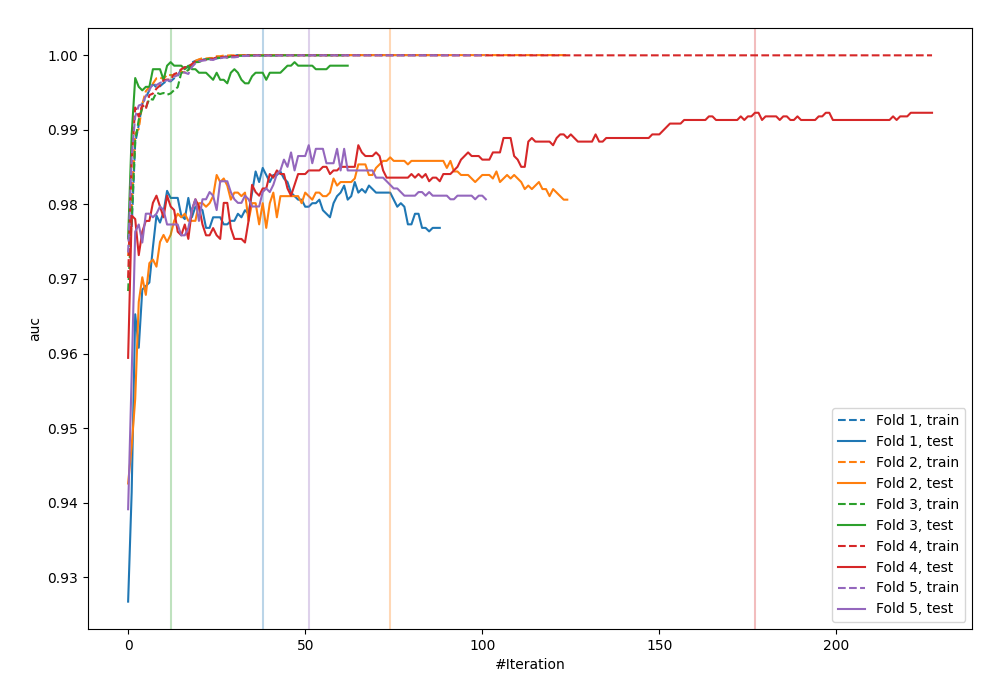 1.00
0.99
0.98
0.97
0.96
0.95
0.94
0.93
auc
0
50
100
150
200
#Iteration
Fold 1, train
Fold 1, test
Fold 2, train
Fold 2, test
Fold 3, train
Fold 3, test
Fold 4, train
Fold 4, test
Fold 5, train
Fold 5, test